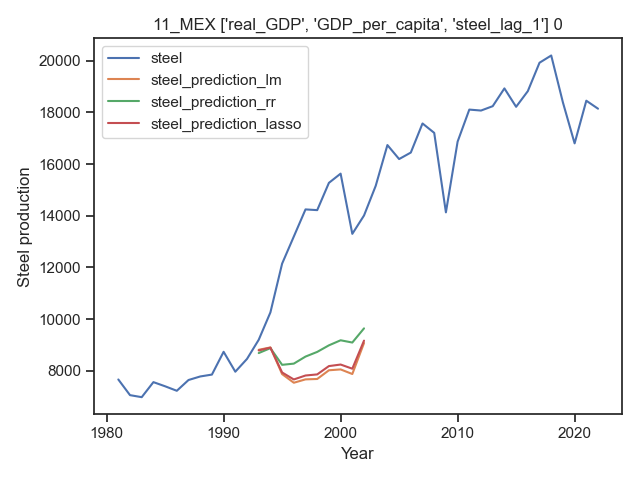 11_MEX ['real_GDP', 'GDP_per_capita', 'steel_lag_1'] 0
steel
steel_prediction_lm
steel_prediction_rr
steel_prediction_lasso
Steel production
20000
18000
16000
14000
12000
10000
8000
1980
1990
2000
2010
2020
Year